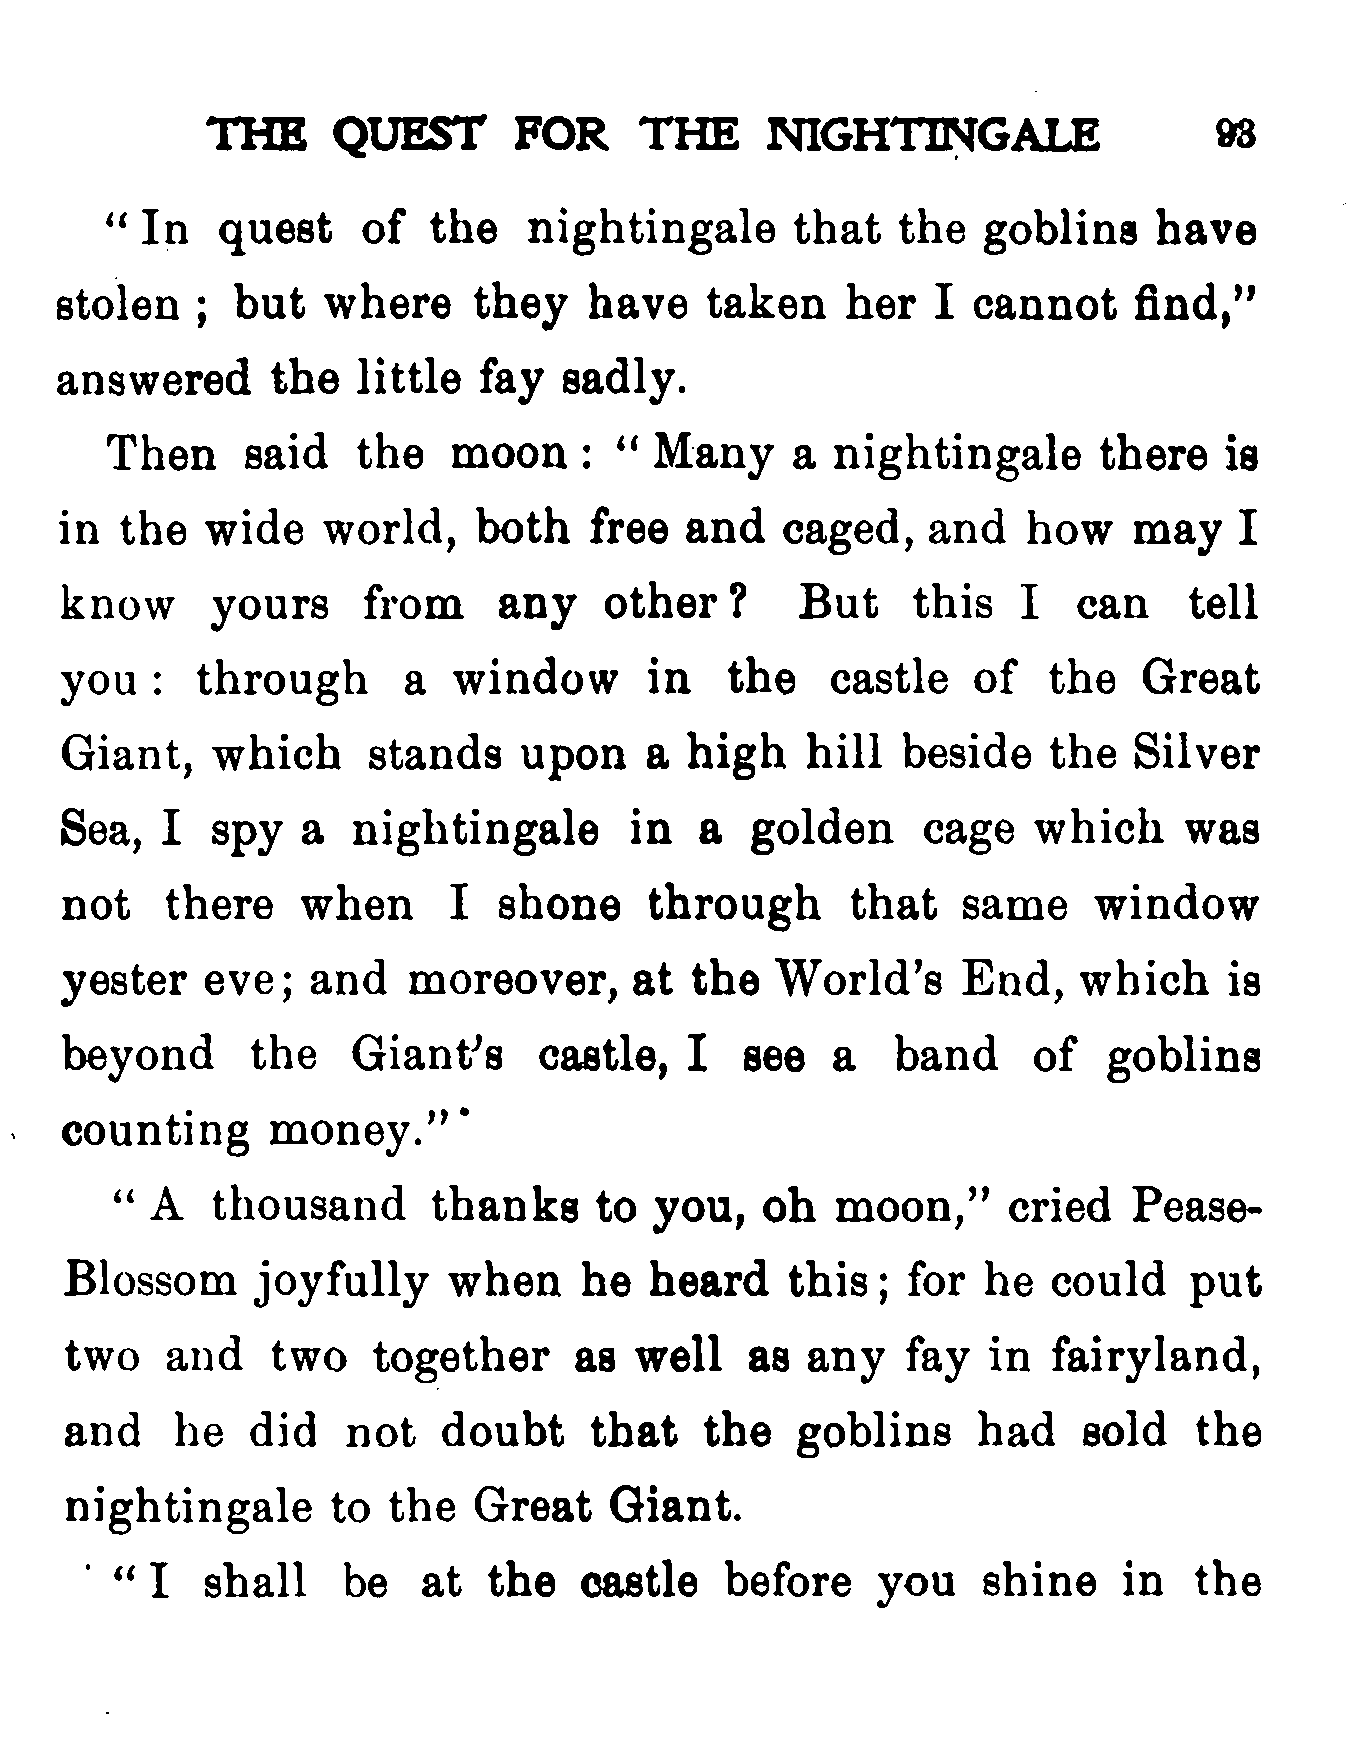 THE QUEST FOR THE NIGHTINGALE 93
“ In quest of the nightingale that the goblins have
stolen ; but where they have taken her I cannot find,”
answered the little fay sadly.
Then said the moon : “ Many a nightingale there is
in the wide world, both free and caged, and how may I
know yours from any other ? But this I can tell
you : through a window in the castle of the Great
Giant, which stands upon a high hill beside the Silver
Sea, I spy a nightingale in a golden cage which was
not there when I shone through that same window
yester eve ; and moreover, at the World’s End, which is
beyond the Giant’s castle, I see a band of goblins
counting money.”
“ A thousand thanks to you, oh moon,” cried Pease-
Blossom joyfully when he heard this ; for he could put
two and two together as well as any fay in fairyland,
and he did not doubt that the goblins had sold the
nightingale to the Great Giant.
“ I shall be at the castle before you shine in the